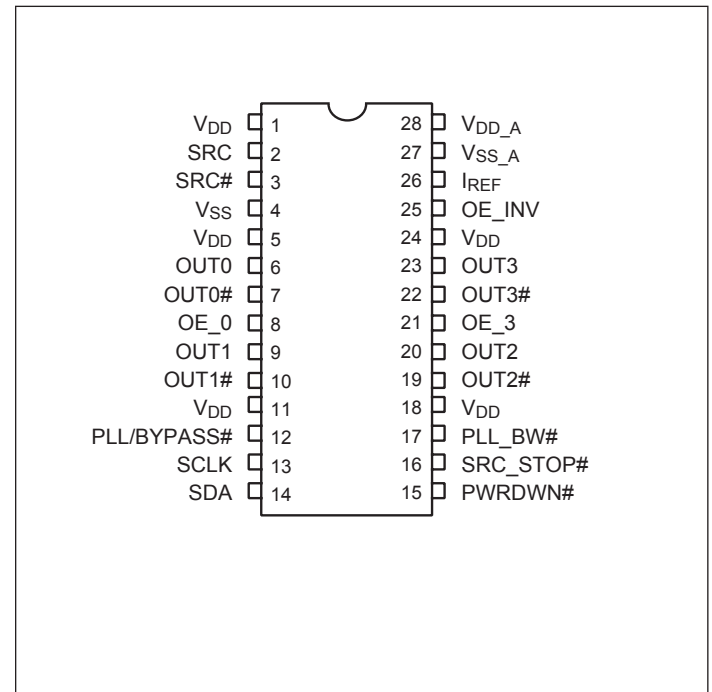 VDD 1 28 VDD_A
SRC 2 27 VSS_A
SRC# 3 26 IREF
VSS 4 25 OE_INV
VDD 5 24 VDD
OUT0 6 23 OUT3
OUT0# 7 22 OUT3#
OE_0 8 21 OE_3
OUT1 9 20 OUT2
OUT1# 10 19 OUT2#
VDD 11 18 VDD
PLL/BYPASS# 12 17 PLL_BW#
SCLK 13 16 SRC_STOP#
SDA 14 15 PWRDWN#